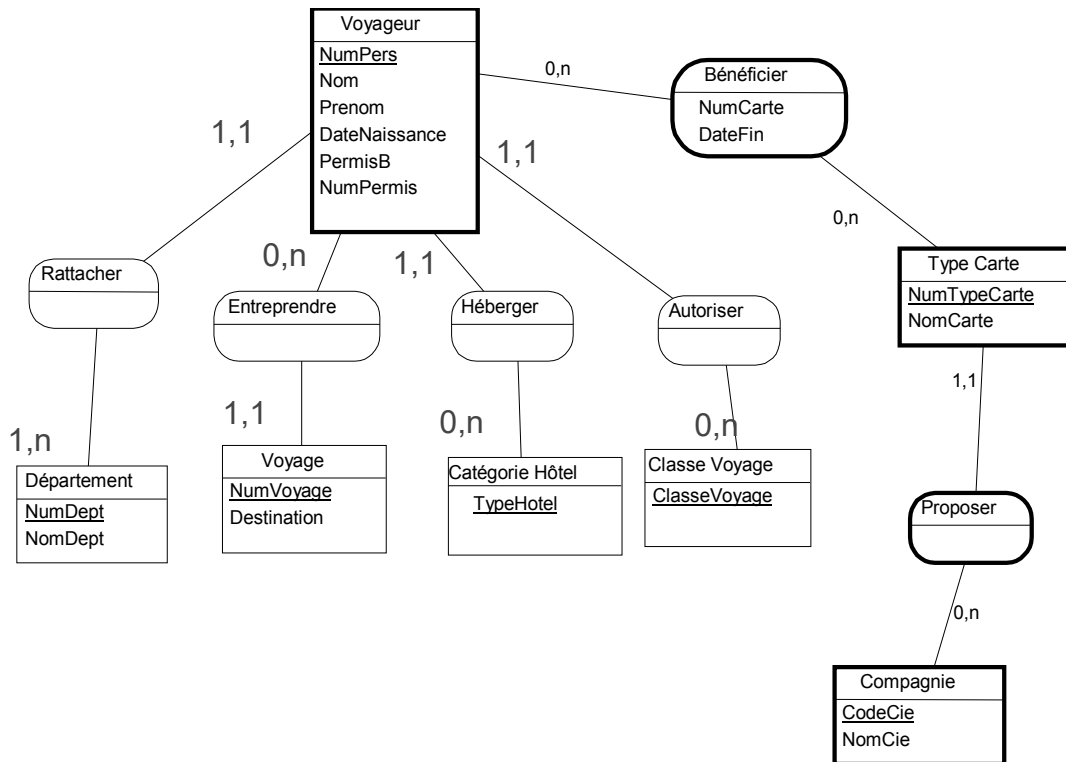 Voyageur
NumPers
Nom
Prenom
DateNaissance
PermisB
NumPermis
0,n
Bénéficier
NumCarte
DateFin
1,1
1,1
0,n
1,1
0,n
Rattacher
Entreprendre
Héberger
Autoriser
Type Carte
NumTypeCarte
NomCarte
1,1
1,n
1,1
0,n
0,n
Département
NumDept
NomDept
Voyage
NumVoyage
Destination
Catégorie Hôtel
TypeHotel
Classe Voyage
ClasseVoyage
Proposer
0,n
Compagnie
CodeCie
NomCie